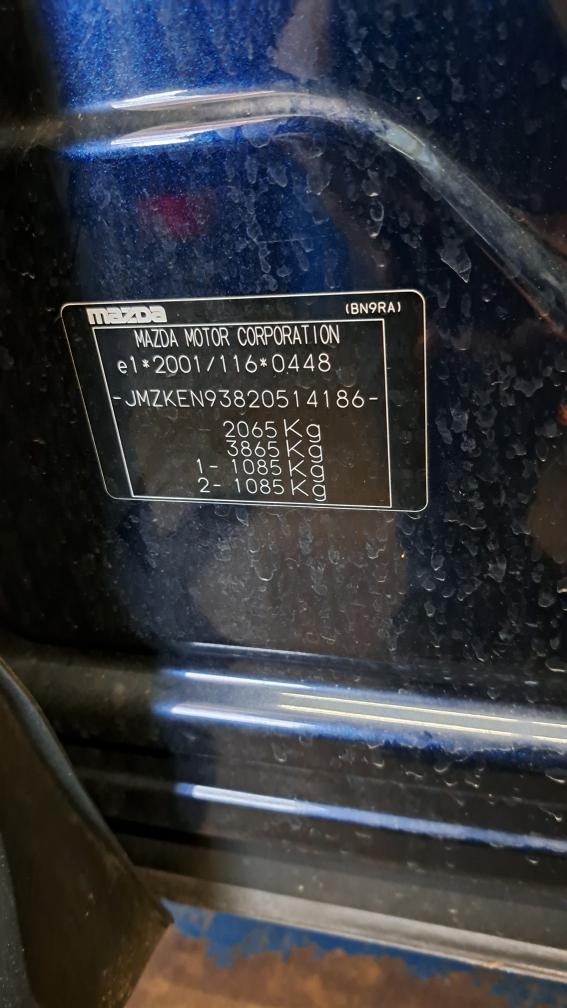 mazda (BN9RA)
MAZDA MOTOR CORPORATION
e1*2001/116*0448
-JMZKEN93820514186-
2065 Kg
3865 Kg
1- 1085 Kg
2- 1085 Kg